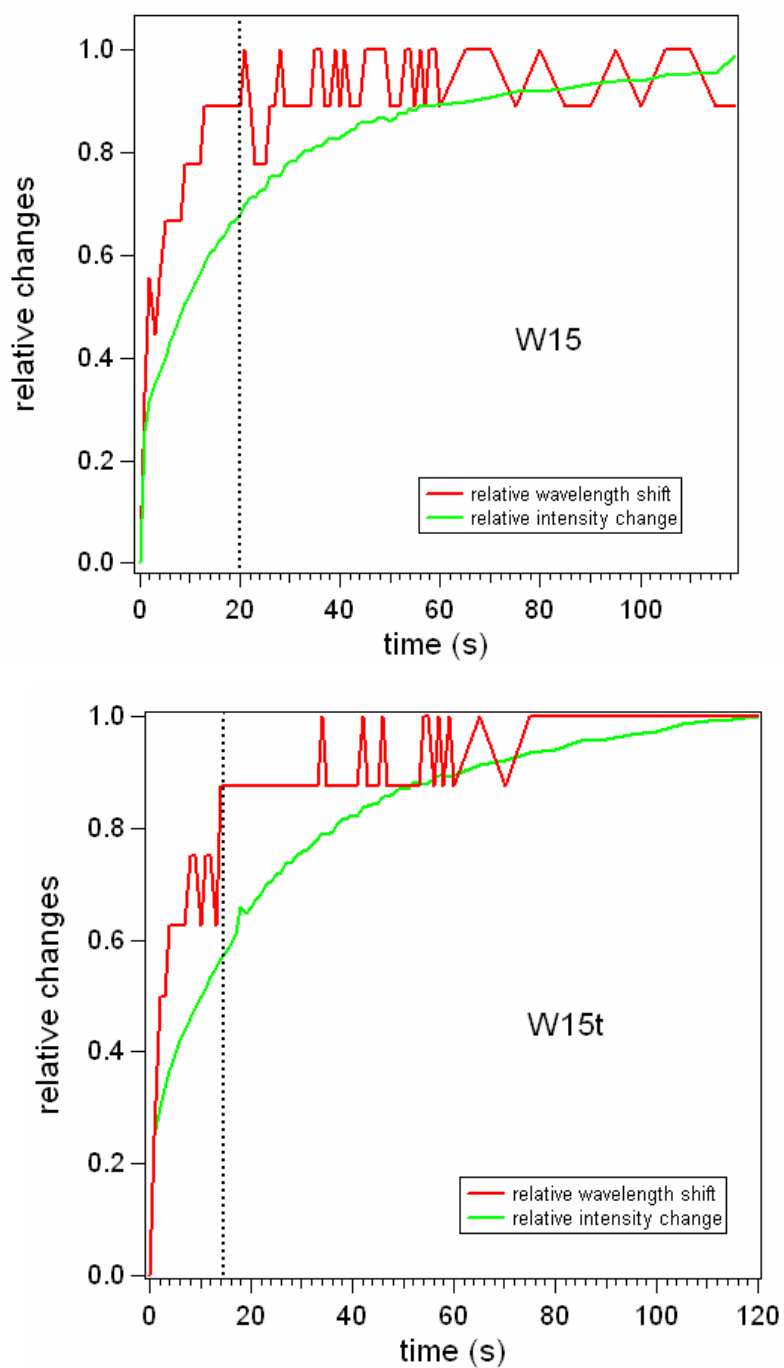 1.0
0.8
0.6
0.4
0.2
0.0
relative changes
W15
relative wavelength shift
relative intensity change
0 20 40 60 80 100
time (s)
1.0
0.8
0.6
0.4
0.2
0.0
relative changes
W15t
relative wavelength shift
relative intensity change
0 20 40 60 80 100 120
time (s)